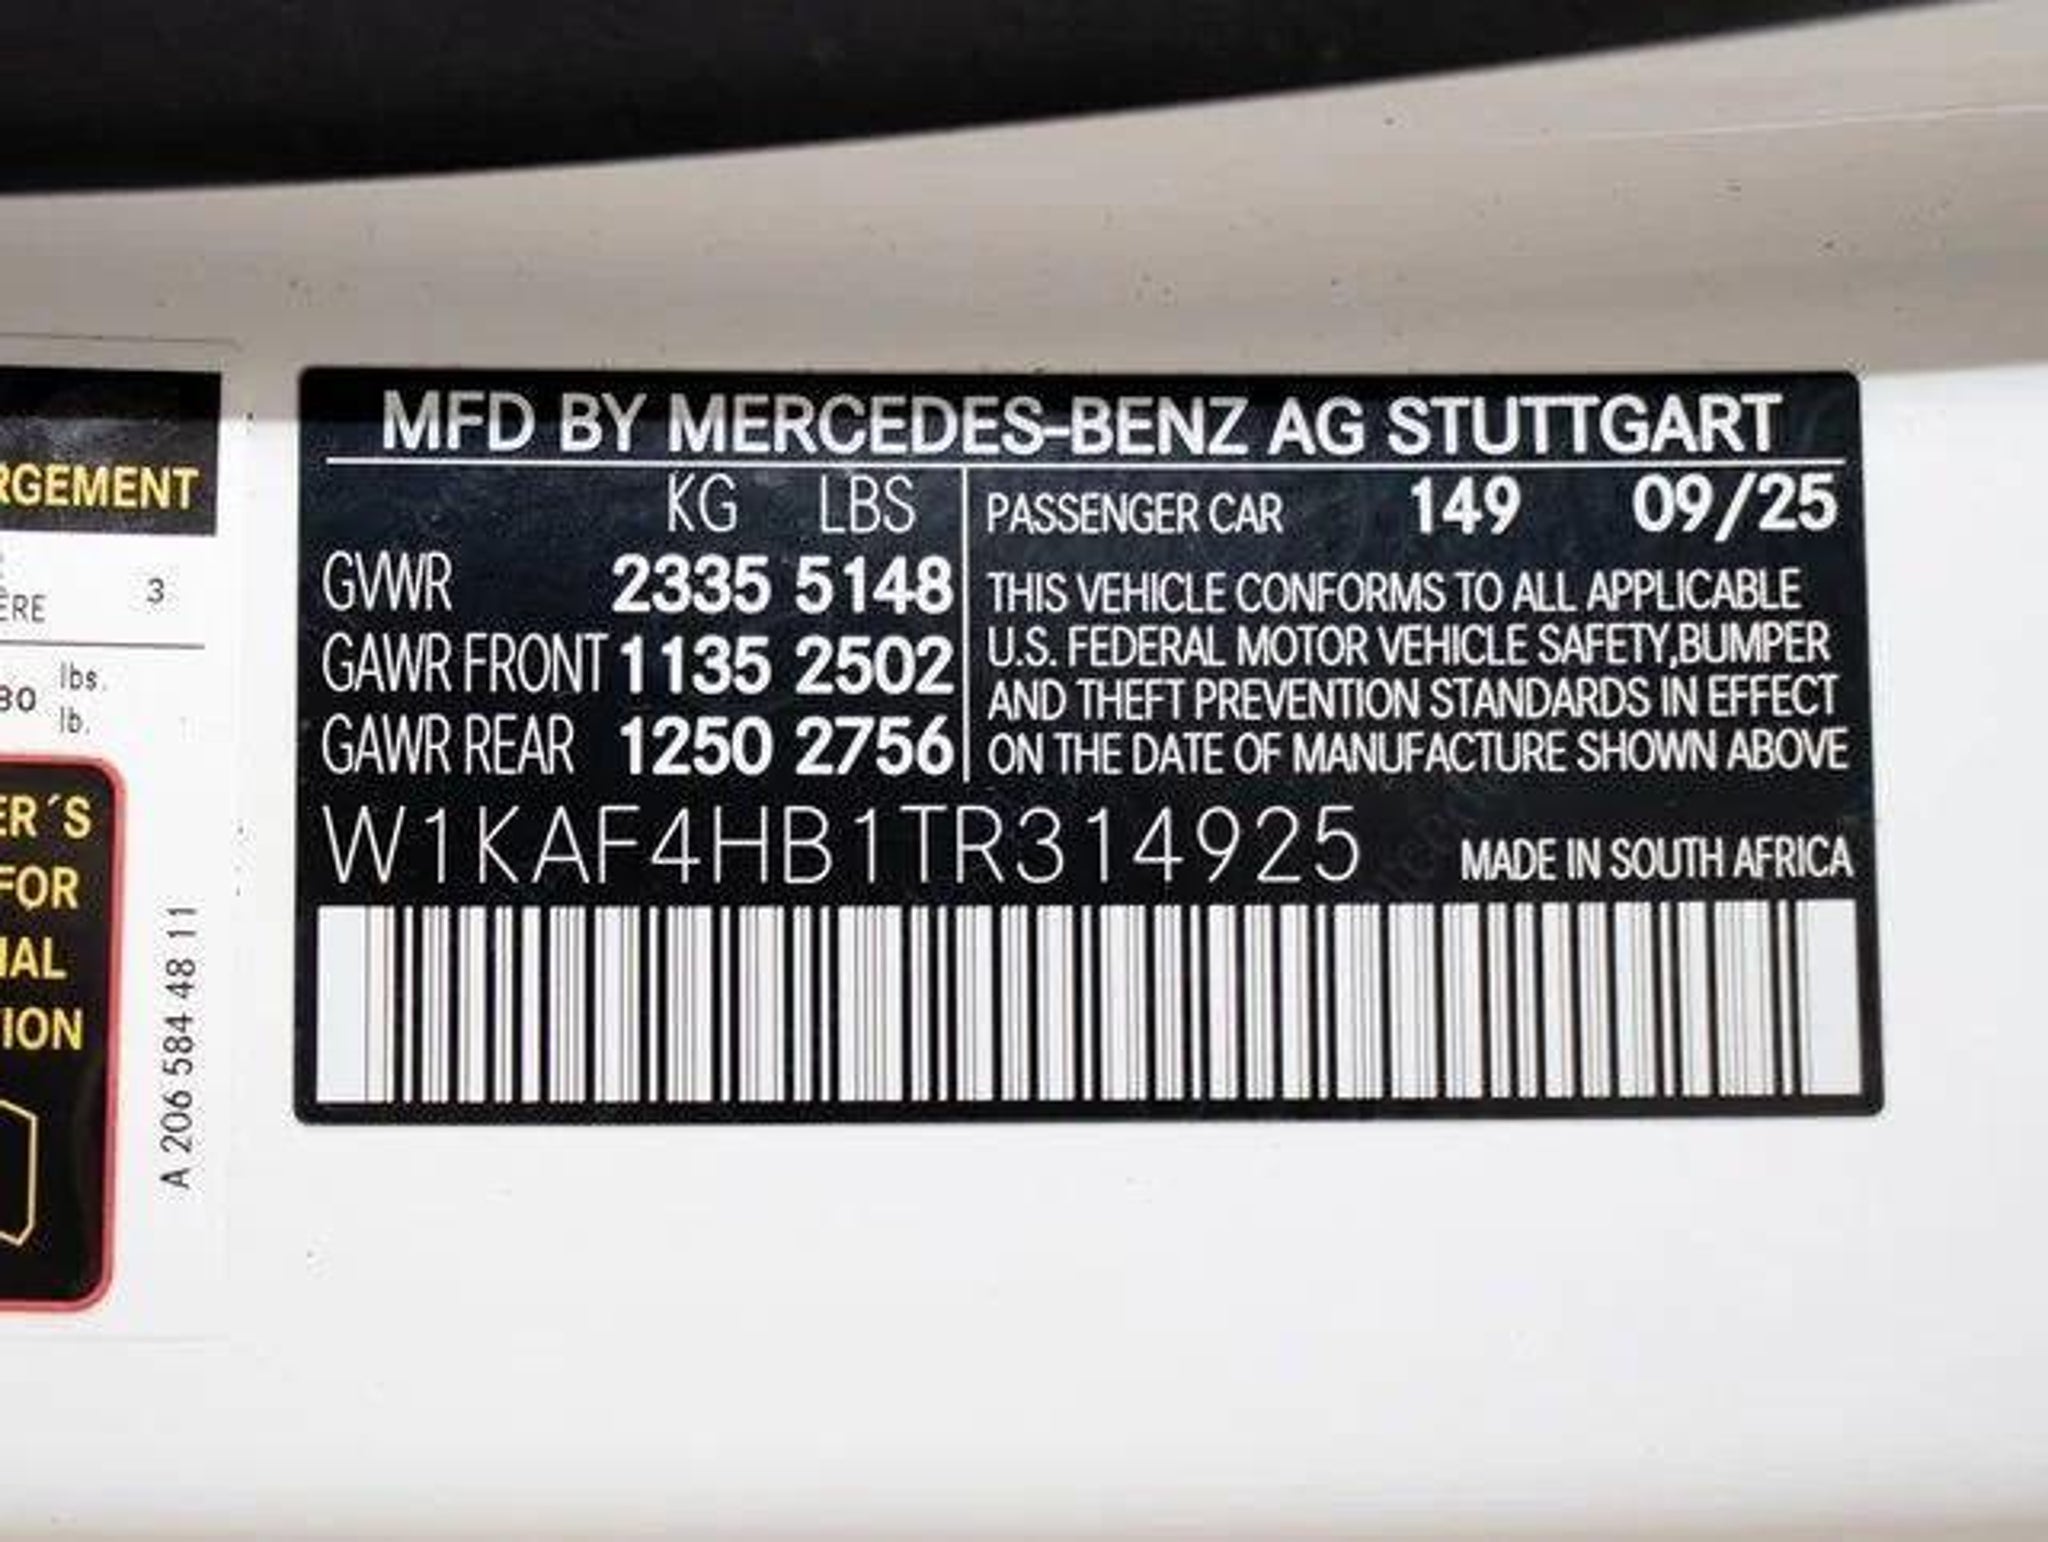 RGEMENT
ÈRE 3
80 lbs.
lb.
ER´S
FOR
IAL
ION
A 206 584 48 11
MFD BY MERCEDES-BENZ AG STUTTGART
KG LBS
GVWR 2335 5148
GAWR FRONT 1135 2502
GAWR REAR 1250 2756
PASSENGER CAR 149 09/25
THIS VEHICLE CONFORMS TO ALL APPLICABLE
U.S. FEDERAL MOTOR VEHICLE SAFETY,BUMPER
AND THEFT PREVENTION STANDARDS IN EFFECT
ON THE DATE OF MANUFACTURE SHOWN ABOVE
W1KAF4HB1TR314925 MADE IN SOUTH AFRICA